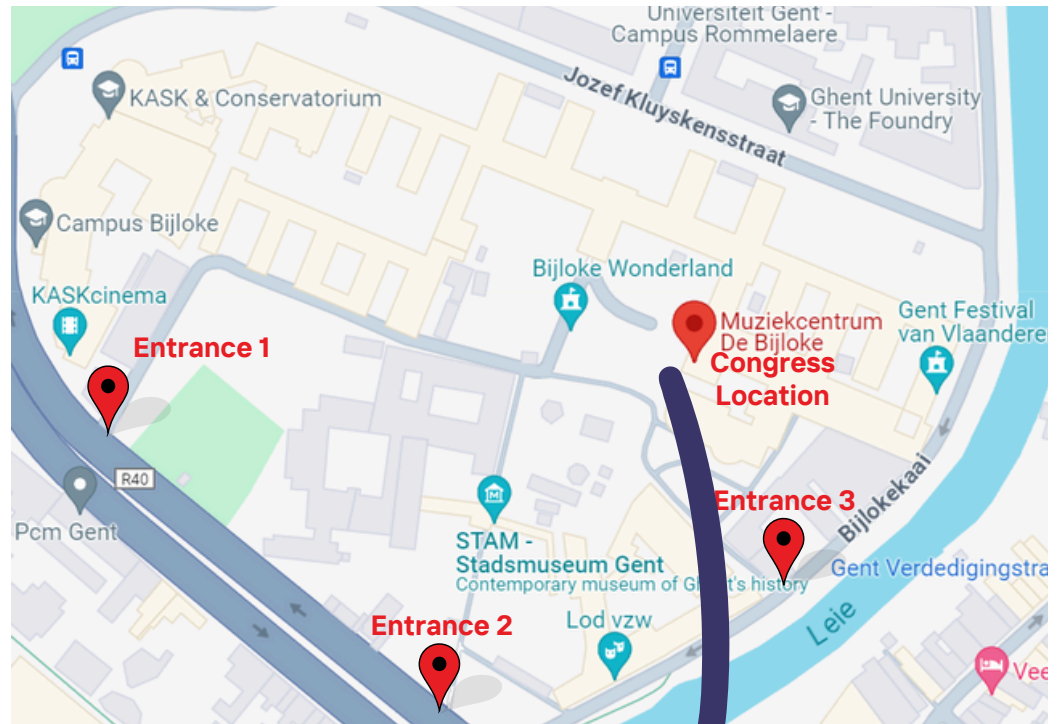 Universiteit Gent -
Campus Rommelaere
KASK & Conservatorium
Jozef Kluyskensstraat
Ghent University
- The Foundry
Campus Bijloke
Bijloke Wonderland
KASKcinema
Gent Festival
van Vlaandere
Muziekcentrum
De Bijloke
Congress
Location
Entrance 1
R40
Pcm Gent
Entrance 3
Bijlokekaai
STAM -
Stadsmuseum Gent
Contemporary museum of Ghent's history
Gent Verdedigingstra
Lod vzw
Leie
Entrance 2
Vee